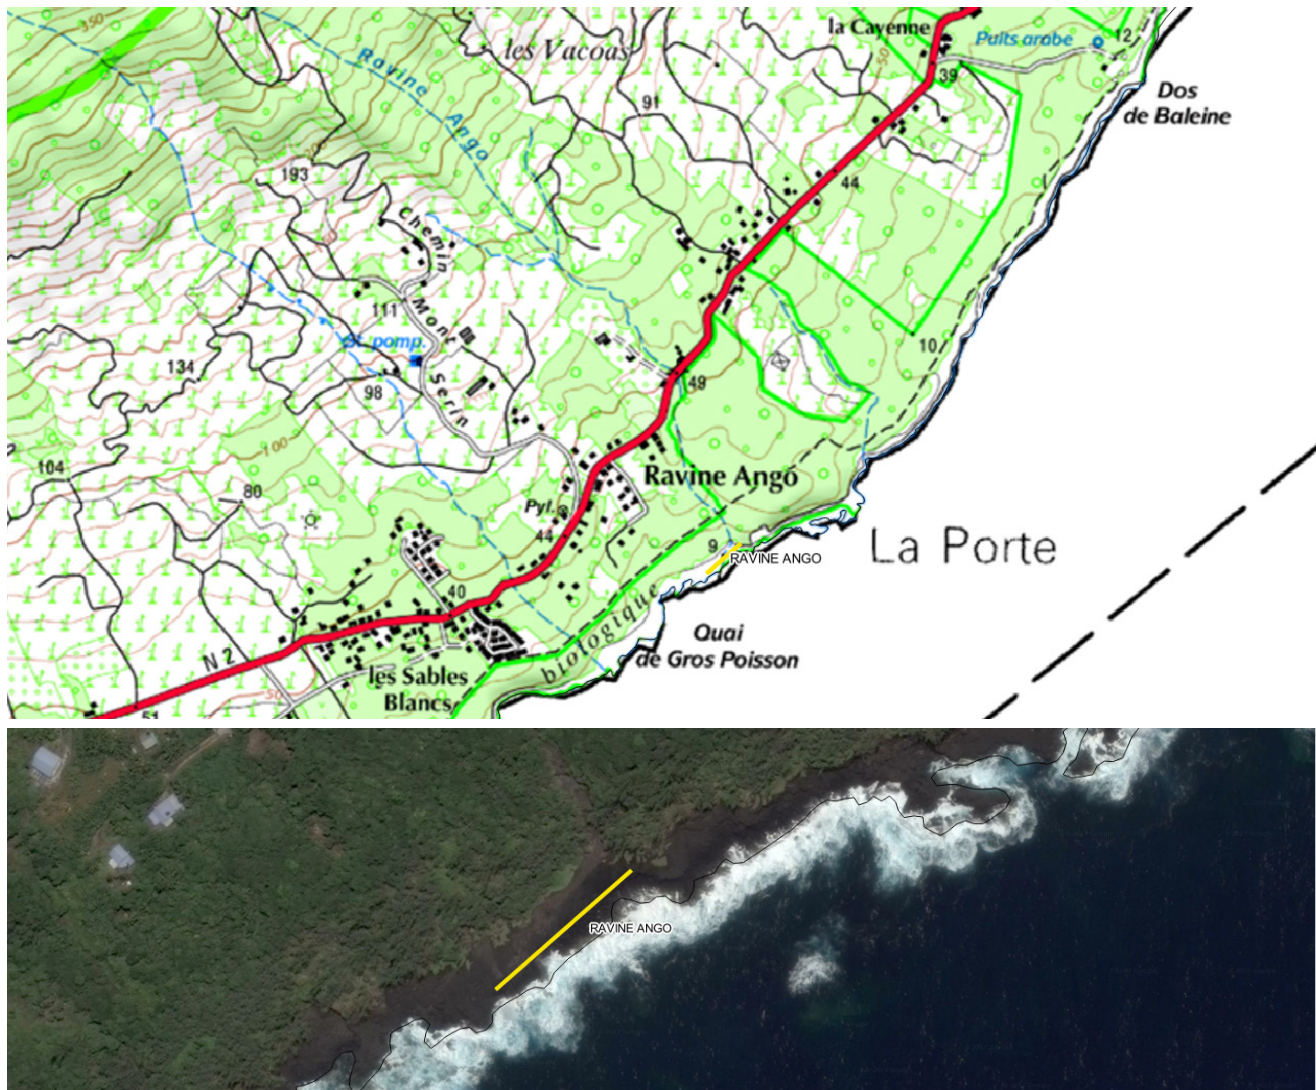 la Cayenne
Puits arabe
12
les Vacoas
50
39
Dos
de Baleine
Ravine Ango
91
44
193
Chemin Mont Serin
111
St. pomp.
134
98
49
10
100
104
80
Ravine Ango
Pyl.
44
9
RAVINE ANGO
La Porte
40
biologique
Quai
de Gros Poisson
N 2
les Sables
Blancs
50
51
RAVINE ANGO